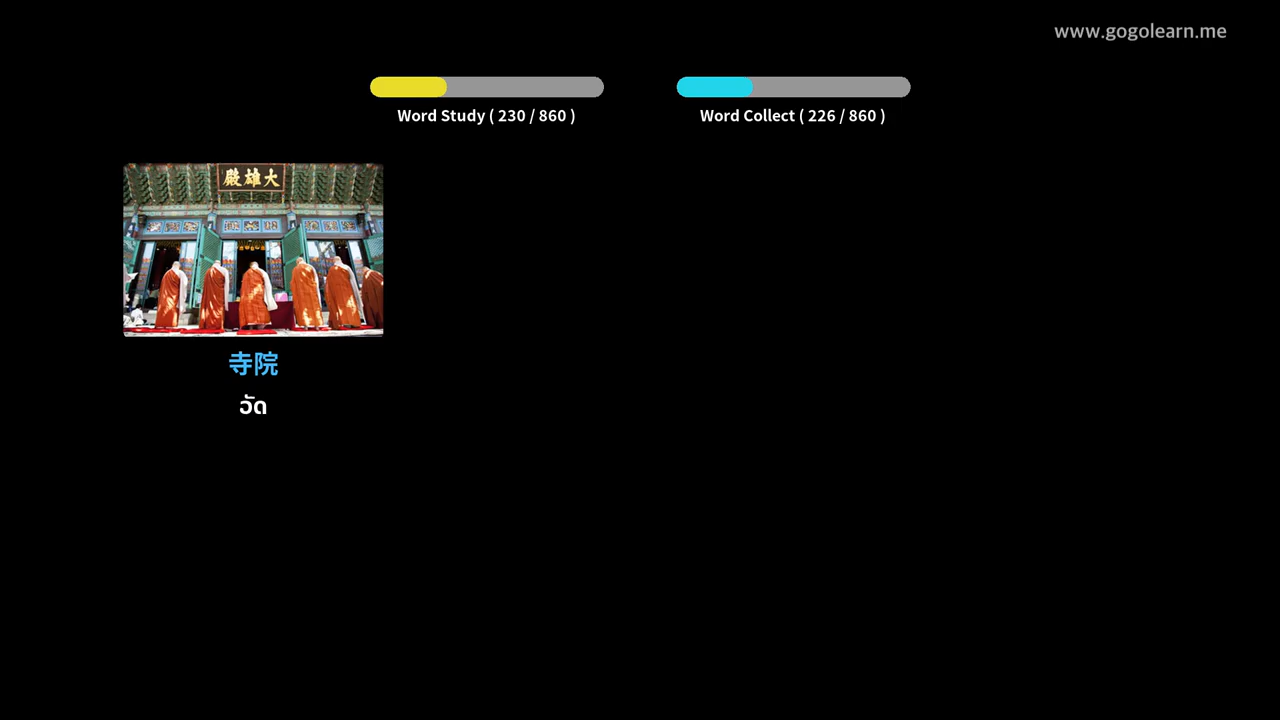 www.gogolearn.me
Word Study ( 230 / 860 )
Word Collect ( 226 / 860 )
殿雄大
寺院
วัด